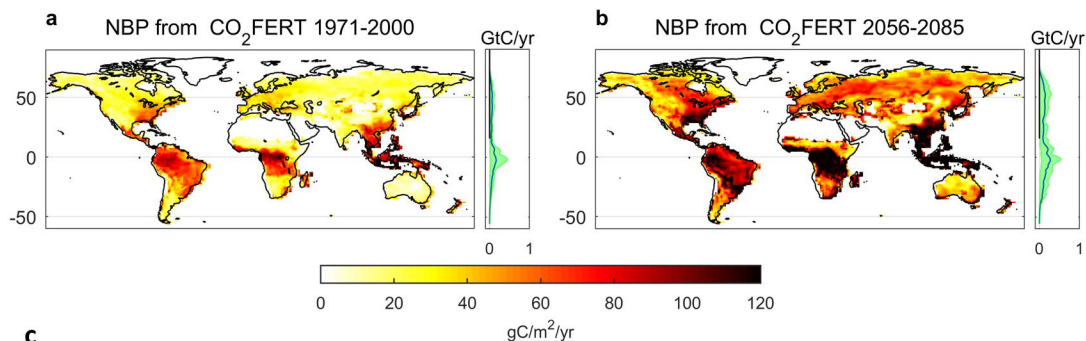 a
NBP from CO₂FERT 1971-2000
GtC/yr
50
0
-50
0 1
b
NBP from CO₂FERT 2056-2085
GtC/yr
50
0
-50
0 1
0 20 40 60 80 100 120
gC/m²/yr
c